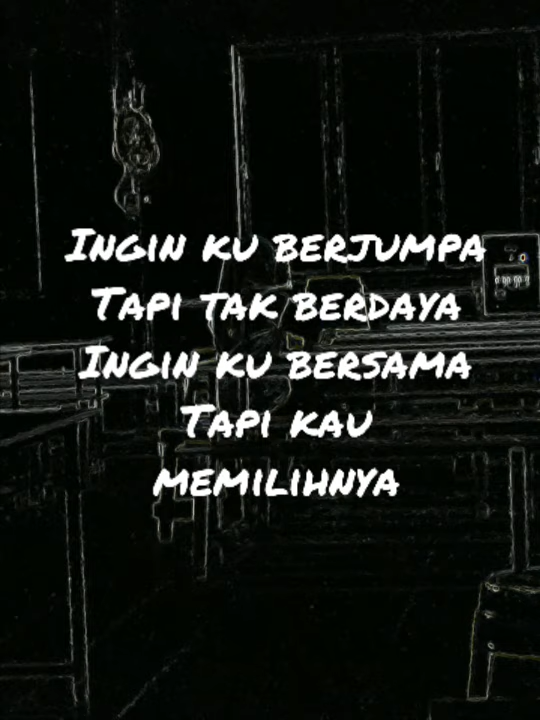 Ingin ku berjumpa
Tapi tak berdaya
Ingin ku bersama
Tapi kau
memilihnya